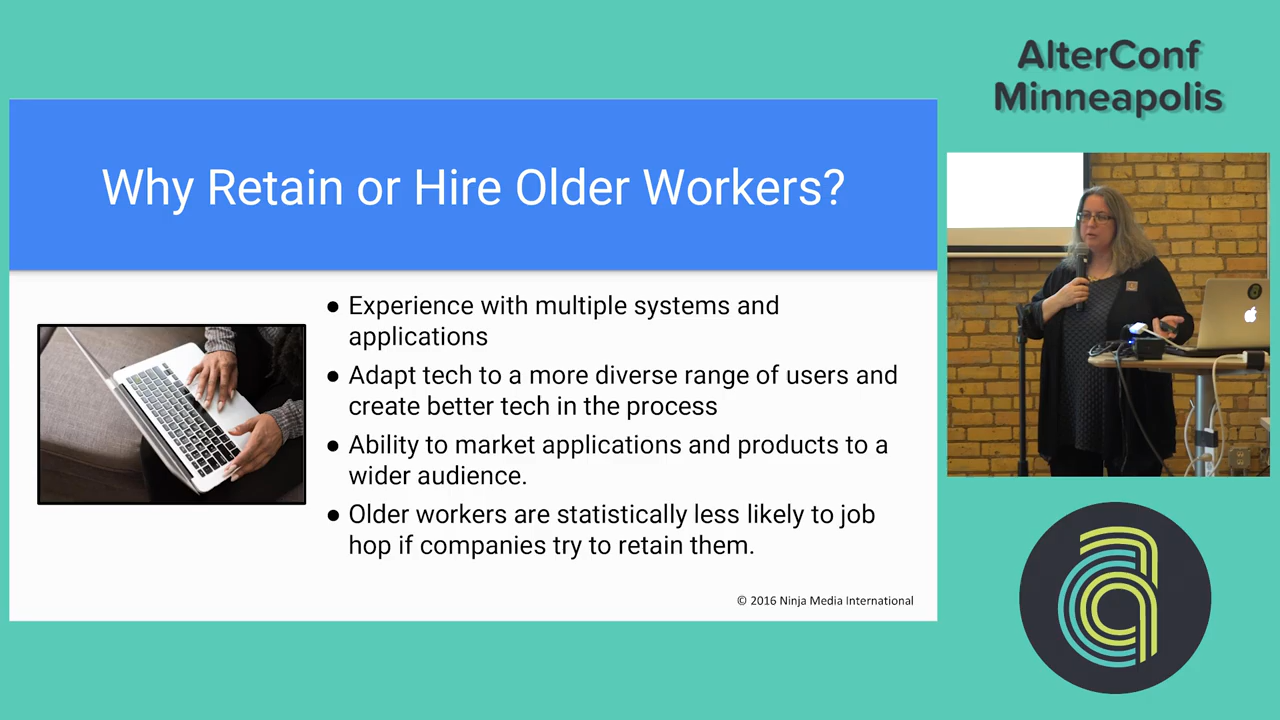 AlterConf
Minneapolis
Why Retain or Hire Older Workers?
● Experience with multiple systems and
applications
● Adapt tech to a more diverse range of users and
create better tech in the process
● Ability to market applications and products to a
wider audience.
● Older workers are statistically less likely to job
hop if companies try to retain them.
© 2016 Ninja Media International